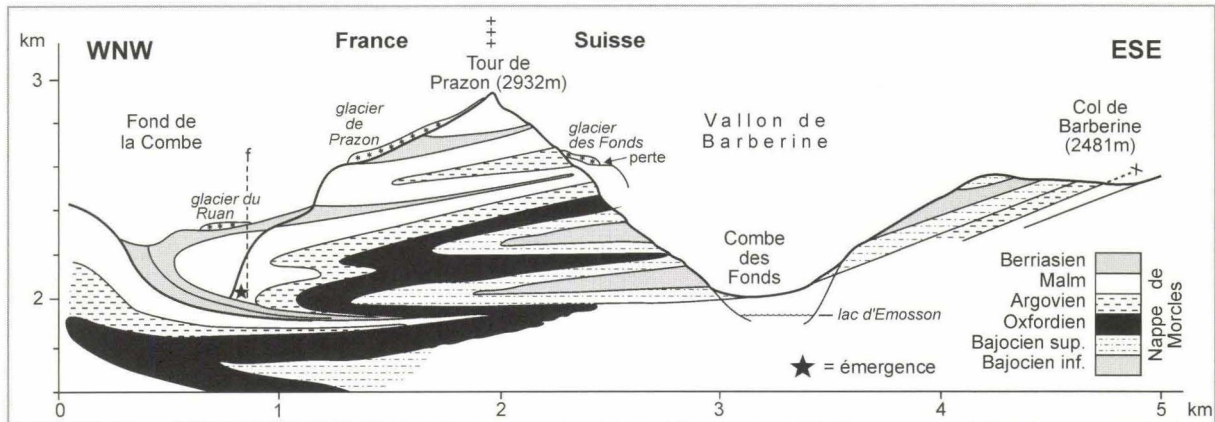 km
WNW
France
+++
Suisse
ESE
Tour de
Prazon (2932m)
3
Fond de
la Combe
glacier
de
Prazon
glacier
des Fonds
perte
Vallon de
Barberine
Col de
Barberine
(2481m)
f
glacier du
Ruan
Combe
des
Fonds
2
lac d'Emosson
★ = émergence
Berriasien
Malm
Argovien
Oxfordien
Bajocien sup.
Bajocien inf.
Nappe de
Morcles
0
1
2
3
4
5
km